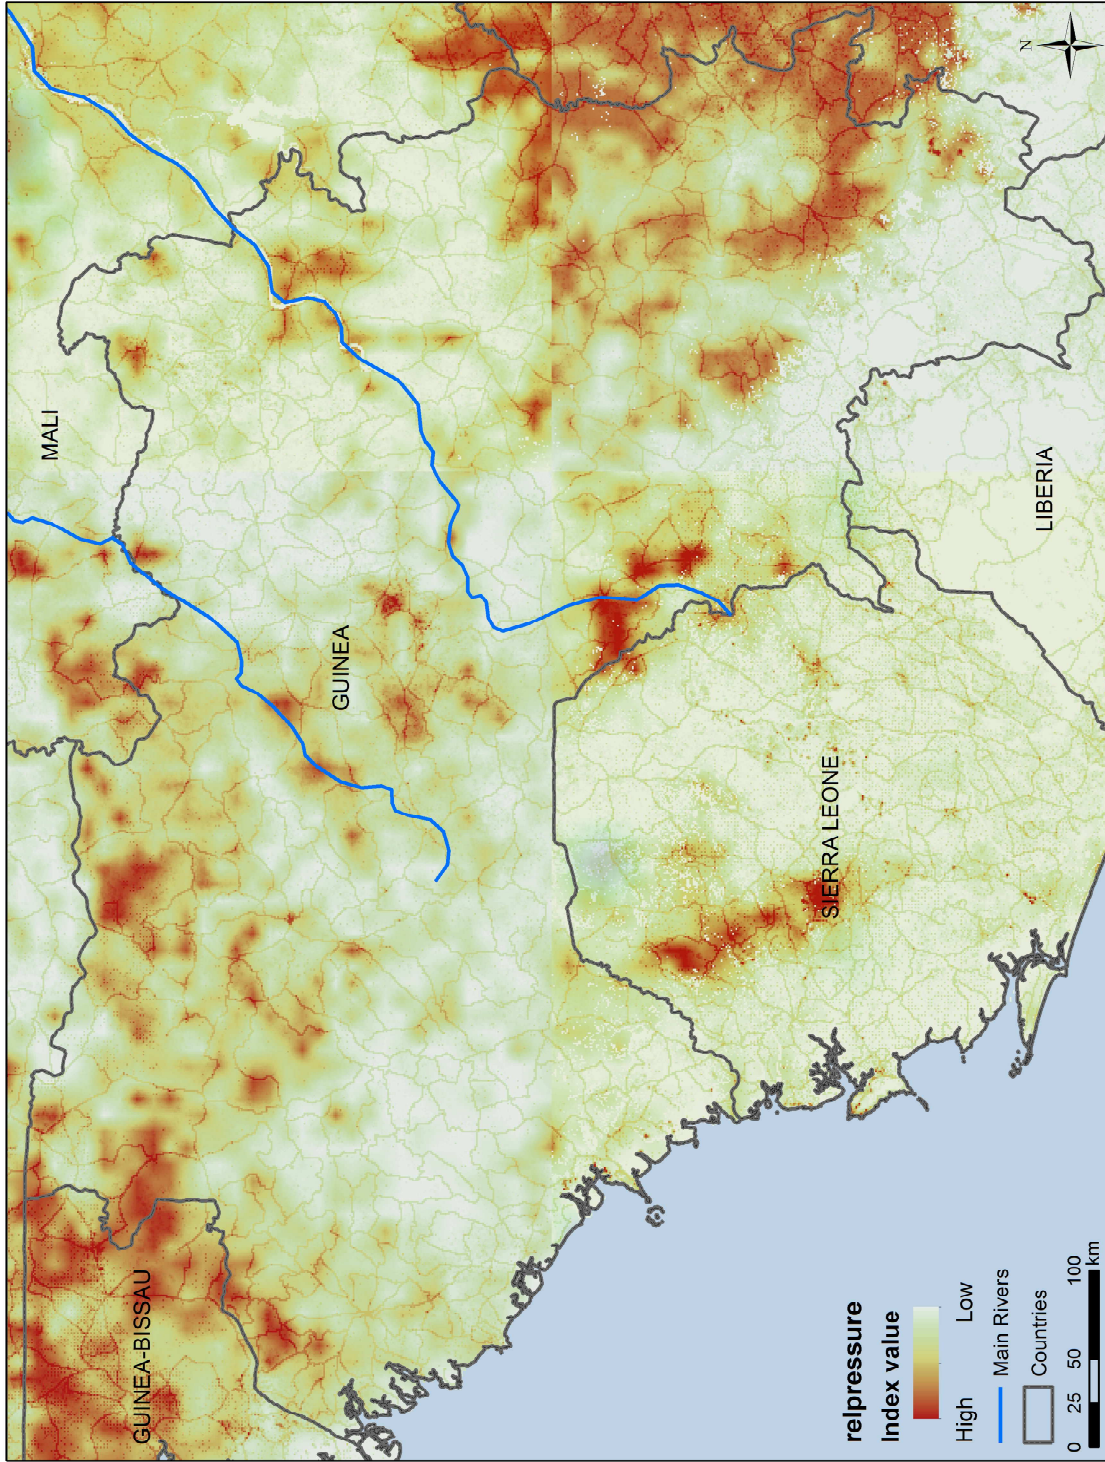 MALI
GUINEA
GUINEA-BISSAU
SIERRA LEONE
LIBERIA
N
relpressure
Index value
High Low
Main Rivers
Countries
0 25 50 100
km